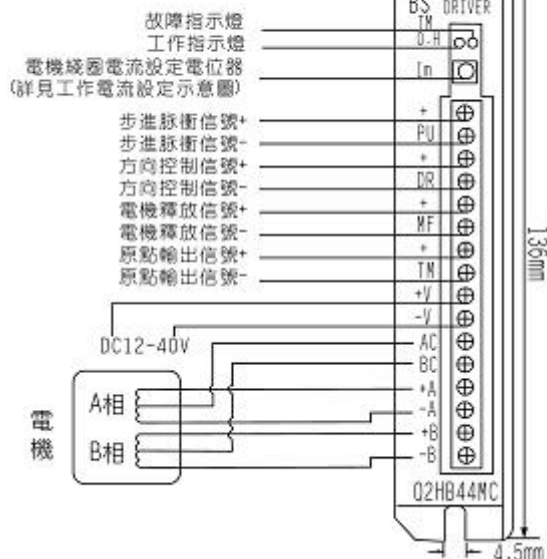 BS DRIVER
故障指示燈 TM
工作指示燈 O.H
電機綫圈電流設定電位器 Im
(詳見工作電流設定示意圖)
步進脉衝信號+ +
步進脉衝信號- PU
方向控制信號+ +
方向控制信號- DR
電機釋放信號+ +
電機釋放信號- MF
原點輸出信號+ +
原點輸出信號- TM
+V
-V
DC12-40V
AC
BC
+A
-A
+B
-B
電機
A相
B相
Q2HB44MC
136mm
4.5mm